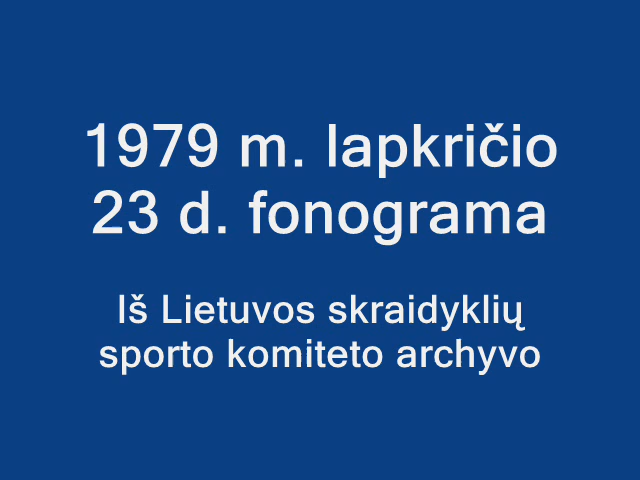 1979 m. lapkričio
23 d. fonograma
Iš Lietuvos skraidyklių
sporto komiteto archyvo